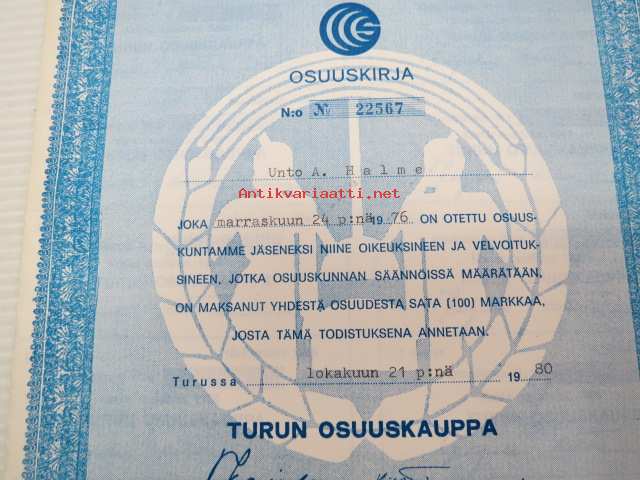 OSUUSKIRJA
N:o № 22567
Unto A. Halme
Antikvariaatti.net
JOKA marraskuun 24 p:nä 19 76 ON OTETTU OSUUS-
KUNTAMME JÄSENEKSI NIINE OIKEUKSINEEN JA VELVOITUK-
SINEEN, JOTKA OSUUSKUNNAN SÄÄNNÖISSÄ MÄÄRÄTÄÄN,
ON MAKSANUT YHDESTÄ OSUUDESTA SATA (100) MARKKAA,
JOSTA TÄMÄ TODISTUKSENA ANNETAAN.
Turussa lokakuun 21 p:nä 19 80
TURUN OSUUSKAUPPA